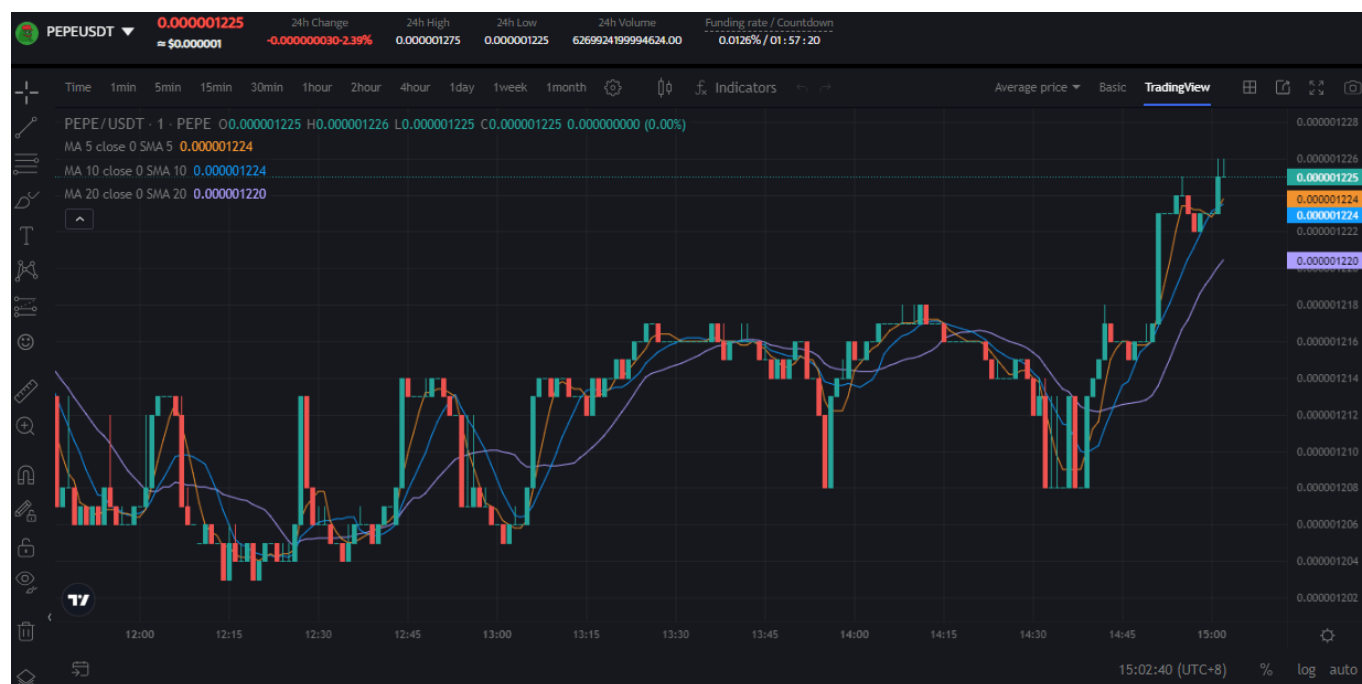 PEPEUSDT
0.000001225
≈ $0.000001
24h Change
-0.000000030-2.39%
24h High
0.000001275
24h Low
0.000001225
24h Volume
6269924199994624.00
Funding rate / Countdown
0.0126% / 01 : 57 : 20
Time 1min 5min 15min 30min 1hour 2hour 4hour 1day 1week 1month Indicators Average price Basic TradingView
PEPE/USDT · 1 · PEPE O0.000001225 H0.000001226 L0.000001225 C0.000001225 0.000000000 (0.00%)
MA 5 close 0 SMA 5 0.000001224
MA 10 close 0 SMA 10 0.000001224
MA 20 close 0 SMA 20 0.000001220
0.000001228
0.000001226
0.000001225
0.000001224
0.000001224
0.000001222
0.000001220
0.000001218
0.000001216
0.000001214
0.000001212
0.000001210
0.000001208
0.000001206
0.000001204
0.000001202
12:00 12:15 12:30 12:45 13:00 13:15 13:30 13:45 14:00 14:15 14:30 14:45 15:00
15:02:40 (UTC+8) % log auto